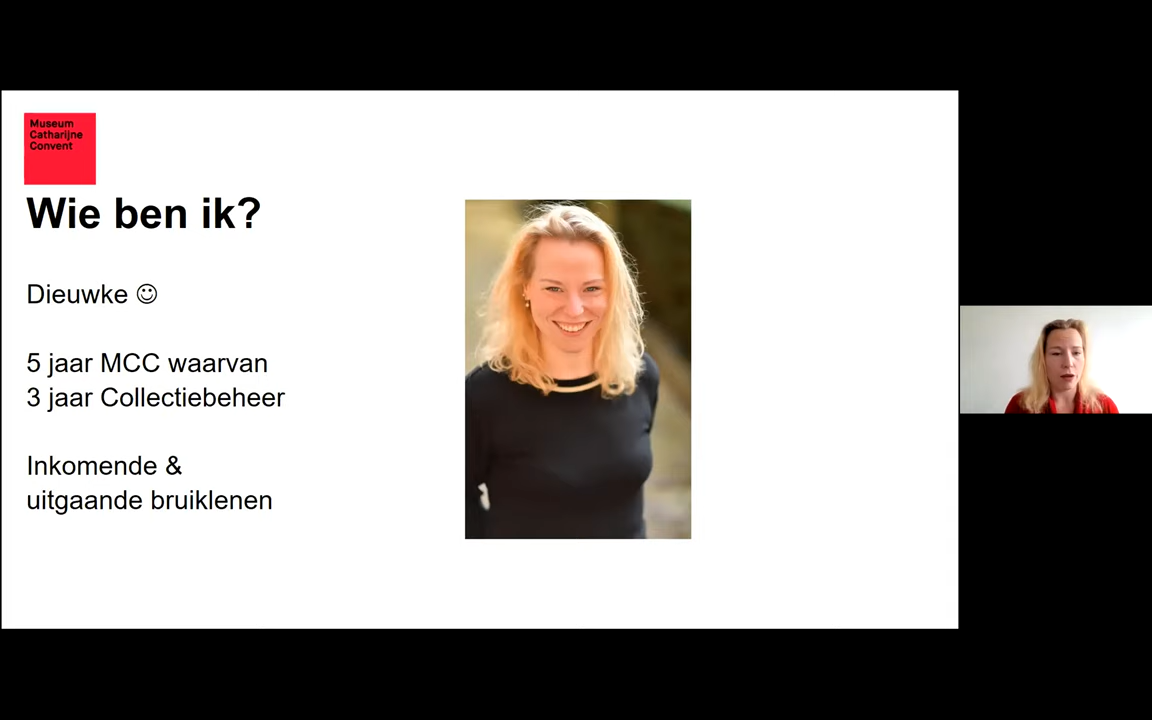 Museum
Catharijne
Convent
Wie ben ik?
Dieuwke ☺
5 jaar MCC waarvan
3 jaar Collectiebeheer
Inkomende &
uitgaande bruiklenen